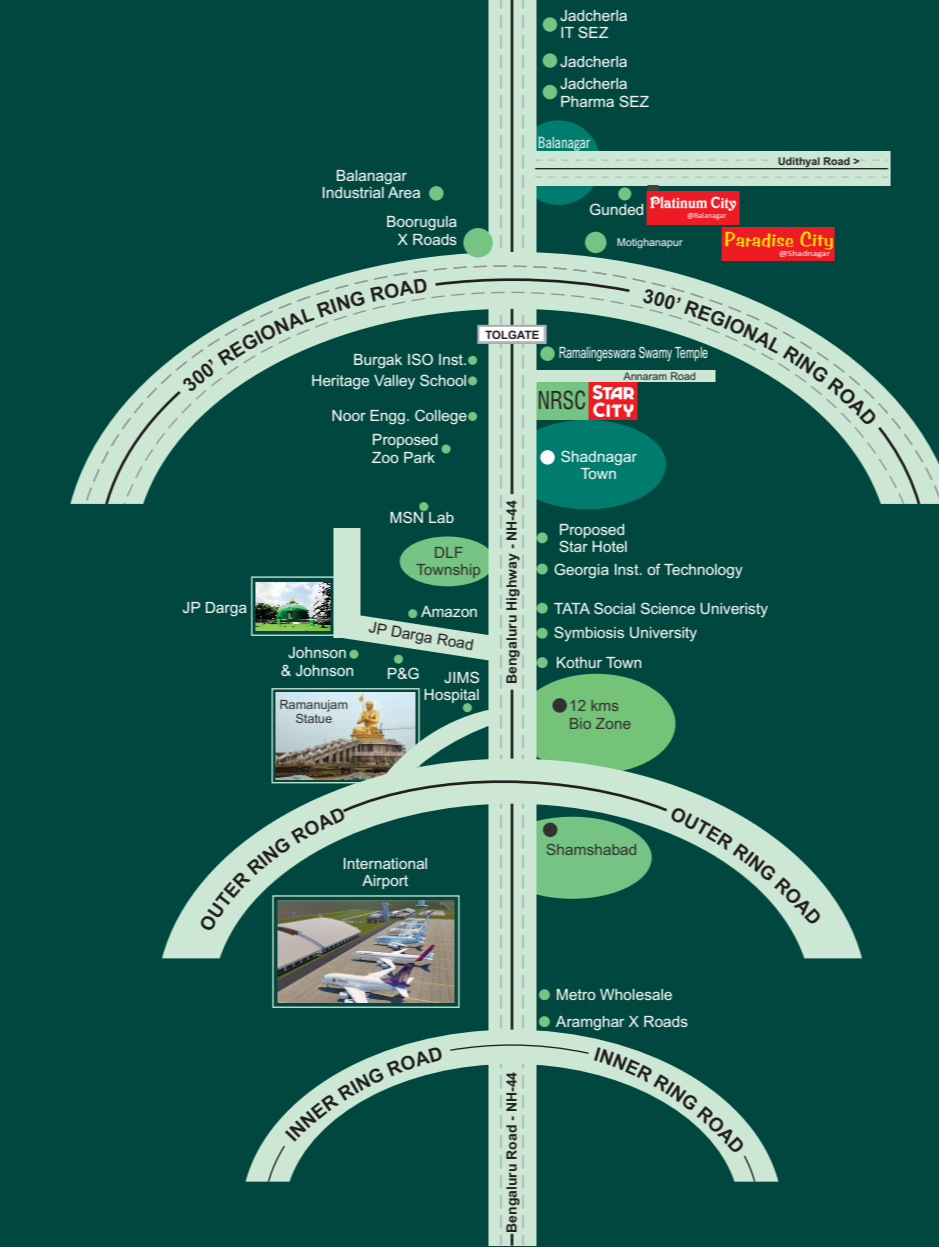 Jadcherla
IT SEZ
Jadcherla
Jadcherla
Pharma SEZ
Balanagar
Udithyal Road >
Balanagar
Industrial Area
Gunded
Platinum City
@Balanagar
Boorugula
X Roads
Motighanapur
Paradise City
@Shadnagar
300’ REGIONAL RING ROAD
300’ REGIONAL RING ROAD
TOLGATE
Ramalingeswara Swamy Temple
Burgak ISO Inst.
Annaram Road
Heritage Valley School
NRSC
STAR
CITY
Noor Engg. College
Proposed
Zoo Park
Shadnagar
Town
MSN Lab
Bengaluru Highway - NH-44
Proposed
Star Hotel
DLF
Township
Georgia Inst. of Technology
JP Darga
Amazon
TATA Social Science Univeristy
JP Darga Road
Symbiosis University
Johnson
& Johnson
P&G
Kothur Town
JIMS
Hospital
Ramanujam
Statue
12 kms
Bio Zone
OUTER RING ROAD
OUTER RING ROAD
Shamshabad
International
Airport
Metro Wholesale
Aramghar X Roads
INNER RING ROAD
INNER RING ROAD
Bengaluru Road - NH-44